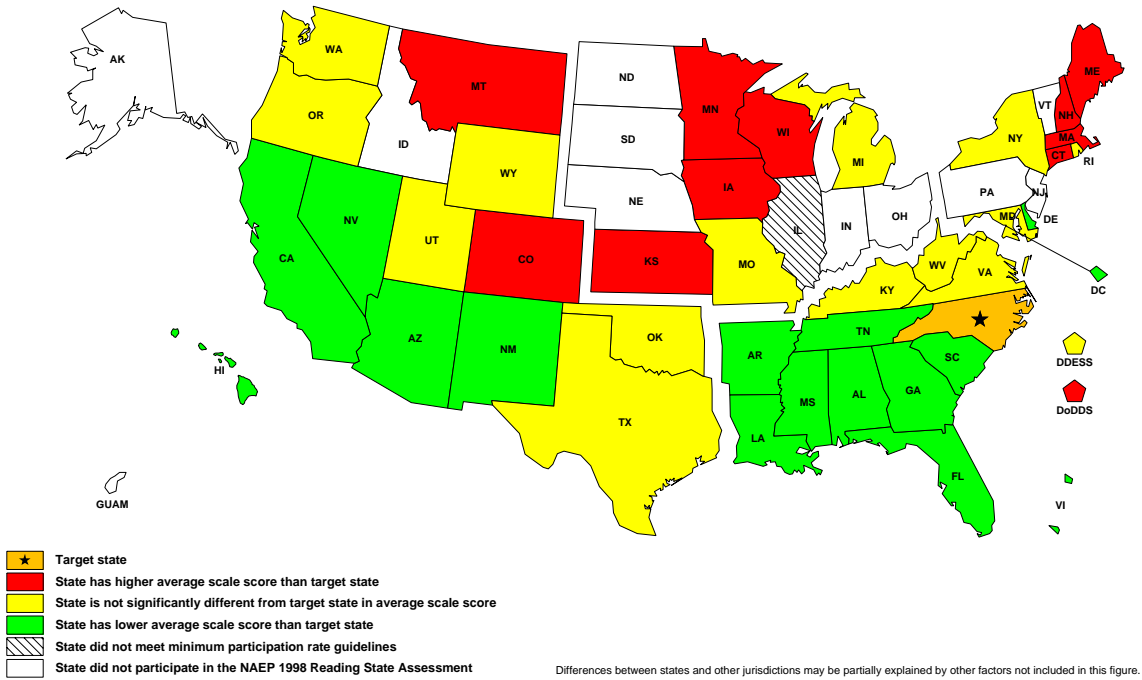 AK
WA
MT
ND
MN
ME
OR
ID
SD
WI
MI
NY
VT
NH
MA
CT
RI
WY
NE
IA
PA
NJ
NV
UT
CO
KS
MO
IL
IN
OH
MD
DE
CA
WV
VA
KY
DC
AZ
NM
OK
AR
TN
HI
TX
LA
MS
AL
GA
SC
FL
DDESS
DoDDS
GUAM
VI
Target state
State has higher average scale score than target state
State is not significantly different from target state in average scale score
State has lower average scale score than target state
State did not meet minimum participation rate guidelines
State did not participate in the NAEP 1998 Reading State Assessment
Differences between states and other jurisdictions may be partially explained by other factors not included in this figure.